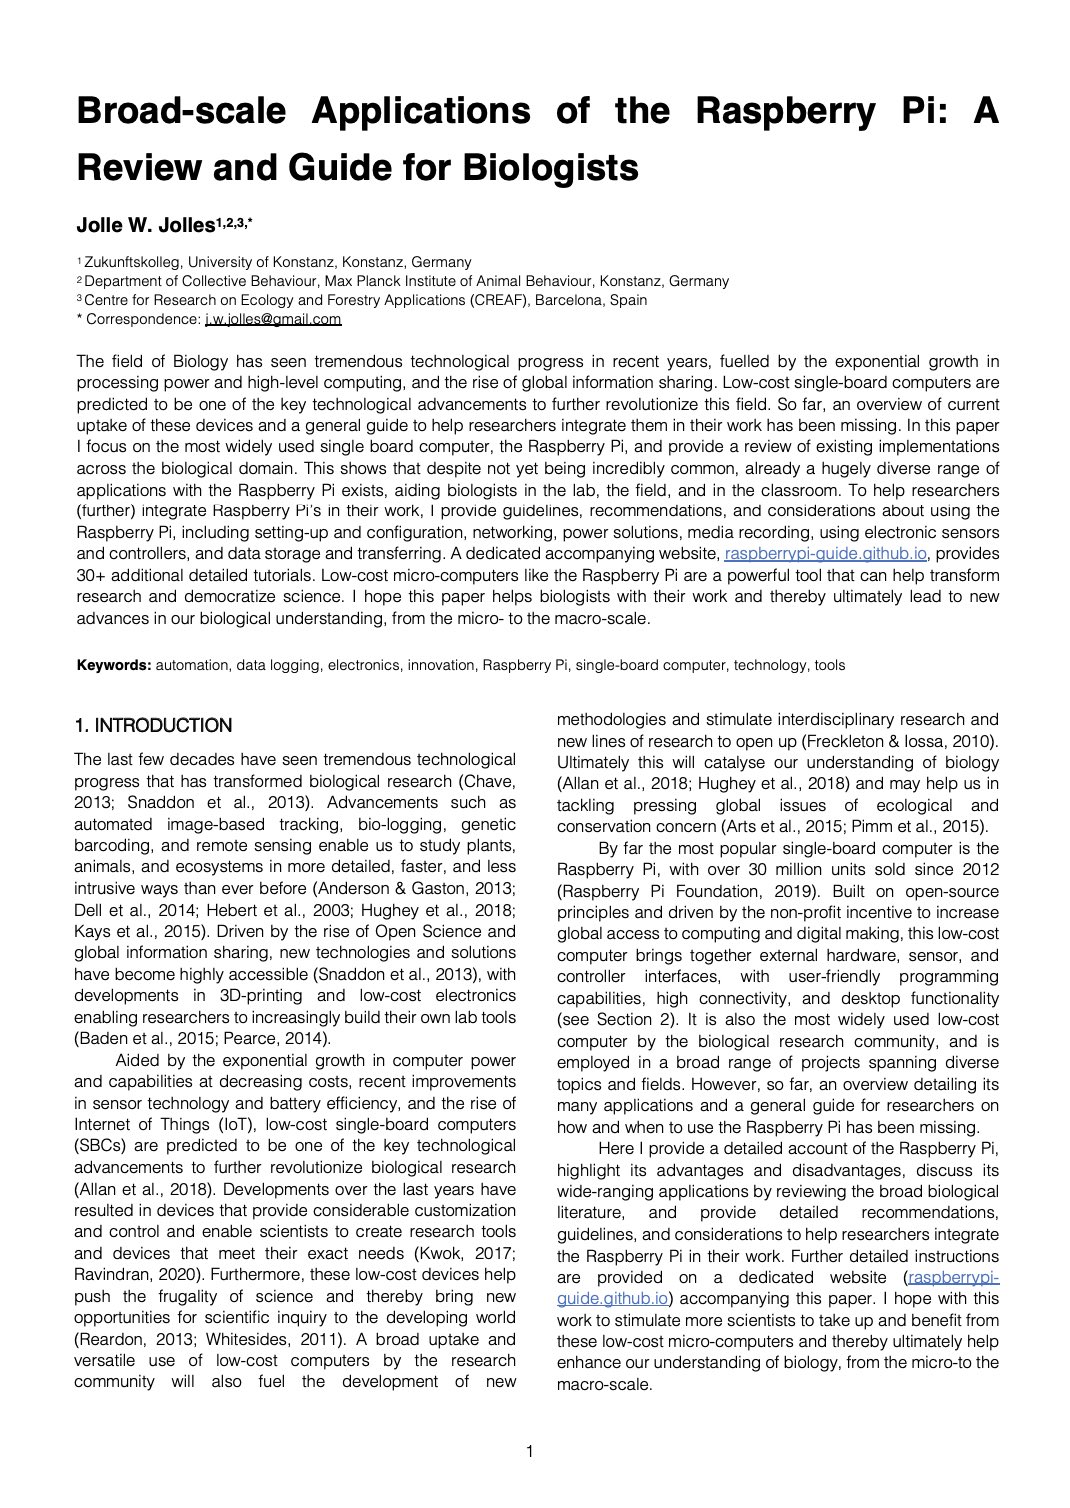 Broad-scale Applications of the Raspberry Pi: A
Review and Guide for Biologists
Jolle W. Jolles1,2,3,*
1 Zukunftskolleg, University of Konstanz, Konstanz, Germany
2 Department of Collective Behaviour, Max Planck Institute of Animal Behaviour, Konstanz, Germany
3 Centre for Research on Ecology and Forestry Applications (CREAF), Barcelona, Spain
* Correspondence: j.w.jolles@gmail.com
The field of Biology has seen tremendous technological progress in recent years, fuelled by the exponential growth in
processing power and high-level computing, and the rise of global information sharing. Low-cost single-board computers are
predicted to be one of the key technological advancements to further revolutionize this field. So far, an overview of current
uptake of these devices and a general guide to help researchers integrate them in their work has been missing. In this paper
I focus on the most widely used single board computer, the Raspberry Pi, and provide a review of existing implementations
across the biological domain. This shows that despite not yet being incredibly common, already a hugely diverse range of
applications with the Raspberry Pi exists, aiding biologists in the lab, the field, and in the classroom. To help researchers
(further) integrate Raspberry Pi's in their work, I provide guidelines, recommendations, and considerations about using the
Raspberry Pi, including setting-up and configuration, networking, power solutions, media recording, using electronic sensors
and controllers, and data storage and transferring. A dedicated accompanying website, raspberrypi-guide.github.io, provides
30+ additional detailed tutorials. Low-cost micro-computers like the Raspberry Pi are a powerful tool that can help transform
research and democratize science. I hope this paper helps biologists with their work and thereby ultimately lead to new
advances in our biological understanding, from the micro- to the macro-scale.
Keywords: automation, data logging, electronics, innovation, Raspberry Pi, single-board computer, technology, tools
1. INTRODUCTION
The last few decades have seen tremendous technological
progress that has transformed biological research (Chave,
2013; Snaddon et al., 2013). Advancements such as
automated image-based tracking, bio-logging, genetic
barcoding, and remote sensing enable us to study plants,
animals, and ecosystems in more detailed, faster, and less
intrusive ways than ever before (Anderson & Gaston, 2013;
Dell et al., 2014; Hebert et al., 2003; Hughey et al., 2018;
Kays et al., 2015). Driven by the rise of Open Science and
global information sharing, new technologies and solutions
have become highly accessible (Snaddon et al., 2013), with
developments in 3D-printing and low-cost electronics
enabling researchers to increasingly build their own lab tools
(Baden et al., 2015; Pearce, 2014).
Aided by the exponential growth in computer power
and capabilities at decreasing costs, recent improvements
in sensor technology and battery efficiency, and the rise of
Internet of Things (IoT), low-cost single-board computers
(SBCs) are predicted to be one of the key technological
advancements to further revolutionize biological research
(Allan et al., 2018). Developments over the last years have
resulted in devices that provide considerable customization
and control and enable scientists to create research tools
and devices that meet their exact needs (Kwok, 2017;
Ravindran, 2020). Furthermore, these low-cost devices help
push the frugality of science and thereby bring new
opportunities for scientific inquiry to the developing world
(Reardon, 2013; Whitesides, 2011). A broad uptake and
versatile use of low-cost computers by the research
community will also fuel the development of new
methodologies and stimulate interdisciplinary research and
new lines of research to open up (Freckleton & Iossa, 2010).
Ultimately this will catalyse our understanding of biology
(Allan et al., 2018; Hughey et al., 2018) and may help us in
tackling pressing global issues of ecological and
conservation concern (Arts et al., 2015; Pimm et al., 2015).
By far the most popular single-board computer is the
Raspberry Pi, with over 30 million units sold since 2012
(Raspberry Pi Foundation, 2019). Built on open-source
principles and driven by the non-profit incentive to increase
global access to computing and digital making, this low-cost
computer brings together external hardware, sensor, and
controller interfaces, with user-friendly programming
capabilities, high connectivity, and desktop functionality
(see Section 2). It is also the most widely used low-cost
computer by the biological research community, and is
employed in a broad range of projects spanning diverse
topics and fields. However, so far, an overview detailing its
many applications and a general guide for researchers on
how and when to use the Raspberry Pi has been missing.
Here I provide a detailed account of the Raspberry Pi,
highlight its advantages and disadvantages, discuss its
wide-ranging applications by reviewing the broad biological
literature, and provide detailed recommendations,
guidelines, and considerations to help researchers integrate
the Raspberry Pi in their work. Further detailed instructions
are provided on a dedicated website (raspberrypi-
guide.github.io) accompanying this paper. I hope with this
work to stimulate more scientists to take up and benefit from
these low-cost micro-computers and thereby ultimately help
enhance our understanding of biology, from the micro-to the
macro-scale.
1